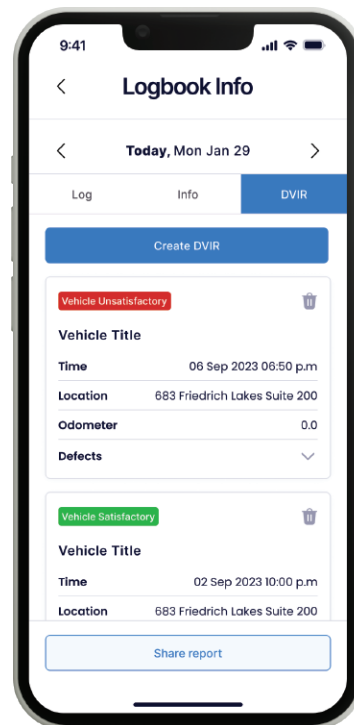 9:41
Logbook Info
Today, Mon Jan 29
Log Info DVIR
Create DVIR
Vehicle Unsatisfactory
Vehicle Title
Time 06 Sep 2023 06:50 p.m
Location 683 Friedrich Lakes Suite 200
Odometer 0.0
Defects
Vehicle Satisfactory
Vehicle Title
Time 02 Sep 2023 10:00 p.m
Location 683 Friedrich Lakes Suite 200
Share report